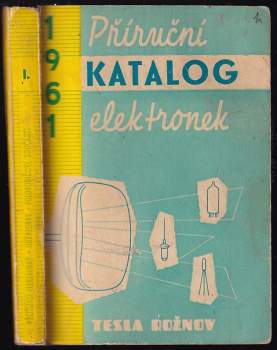 1961
Příruční
KATALOG
elektronek
TESLA ROŽNOV
I.